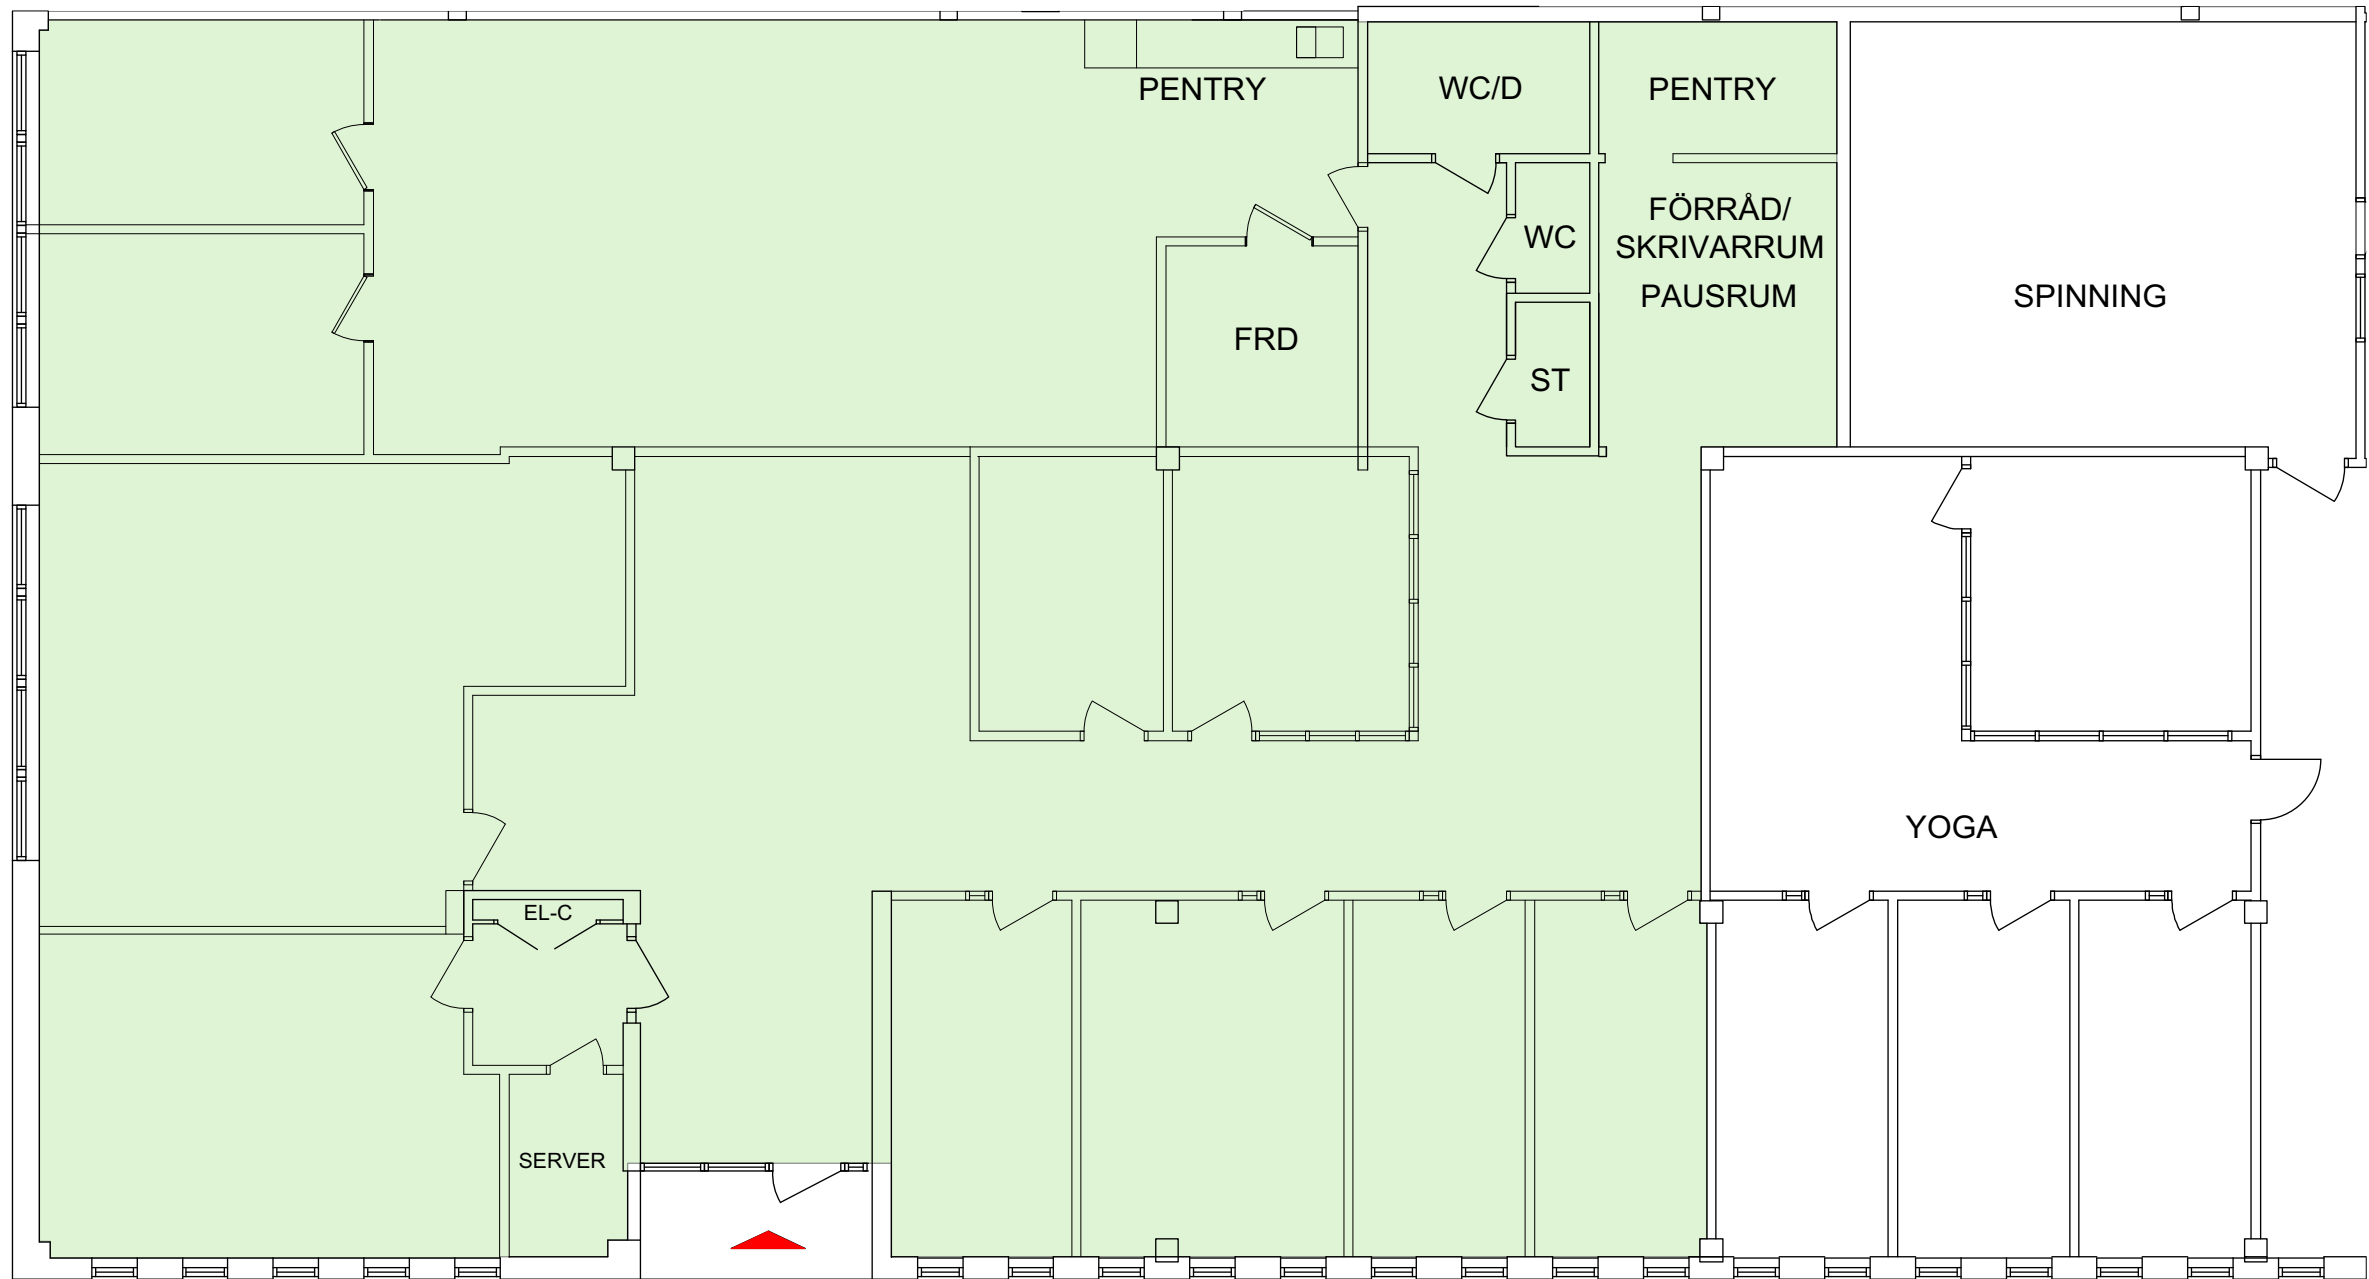 PENTRY
WC/D
PENTRY
FÖRRÅD/
SKRIVARRUM
PAUSRUM
WC
SPINNING
FRD
ST
YOGA
EL-C
SERVER